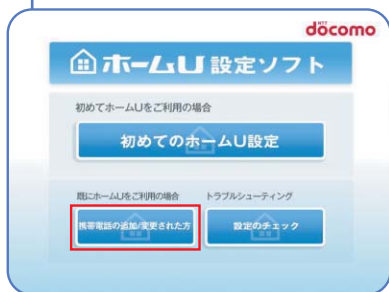 NTT
döcomo
ホームU 設定ソフト
初めてホームUをご利用の場合
初めてのホームU設定
既にホームUをご利用の場合 トラブルシューティング
携帯電話の追加/変更された方 設定のチェック